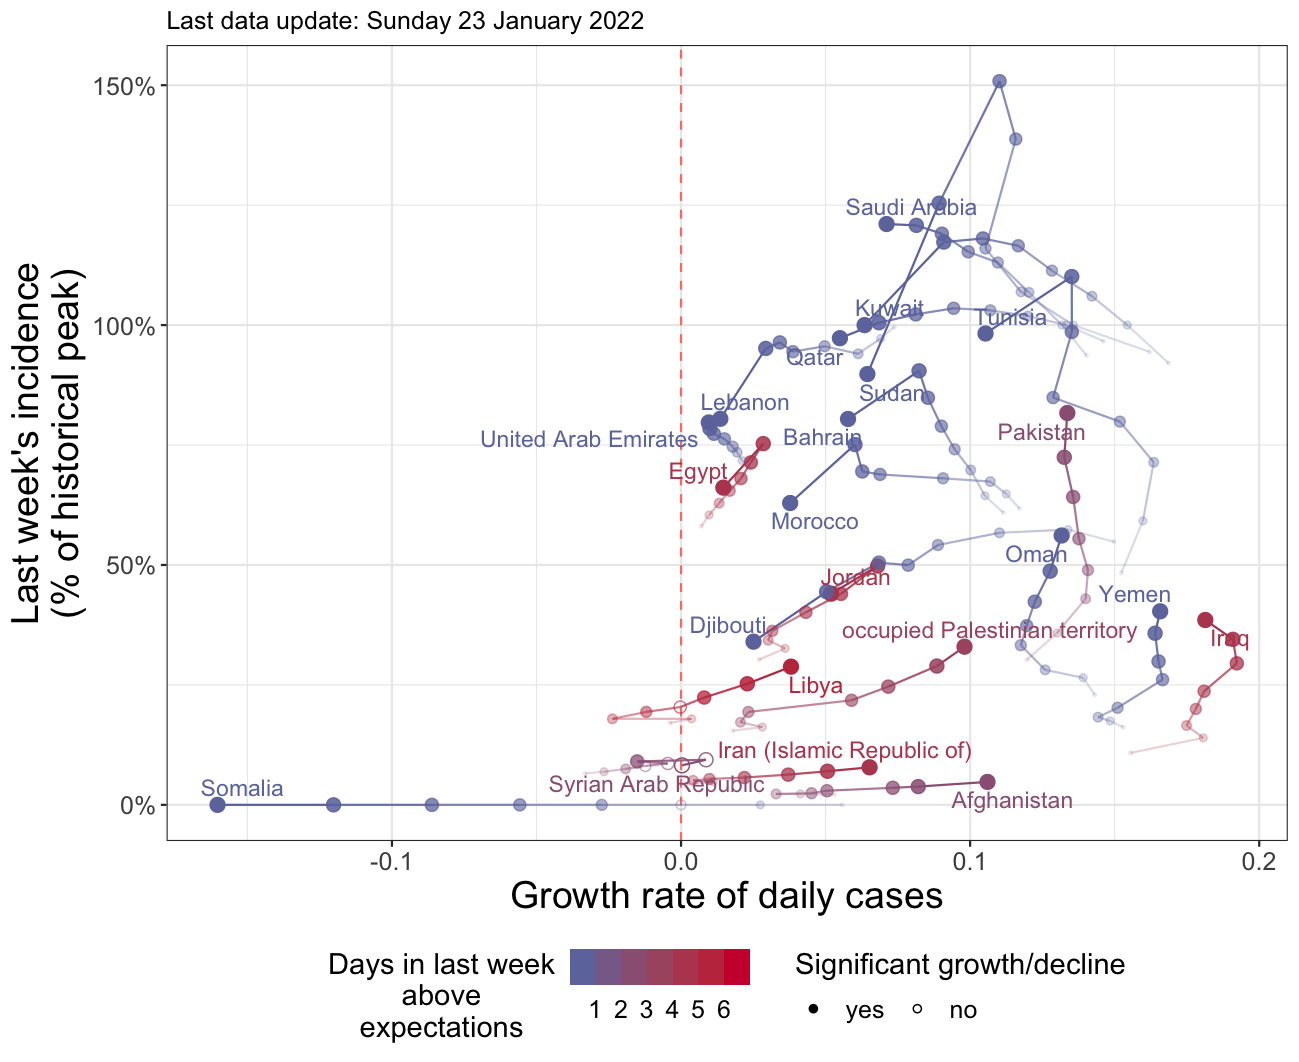 Last data update: Sunday 23 January 2022
Last week's incidence
(% of historical peak)
150%
100%
50%
0%
Saudi Arabia
Kuwait
Tunisia
Qatar
Sudan
Lebanon
United Arab Emirates
Bahrain
Pakistan
Egypt
Morocco
Oman
Jordan
Yemen
Djibouti
occupied Palestinian territory
Iraq
Libya
Iran (Islamic Republic of)
Syrian Arab Republic
Somalia
Afghanistan
-0.1
0.0
0.1
0.2
Growth rate of daily cases
Days in last week
above
expectations
1 2 3 4 5 6
Significant growth/decline
yes no